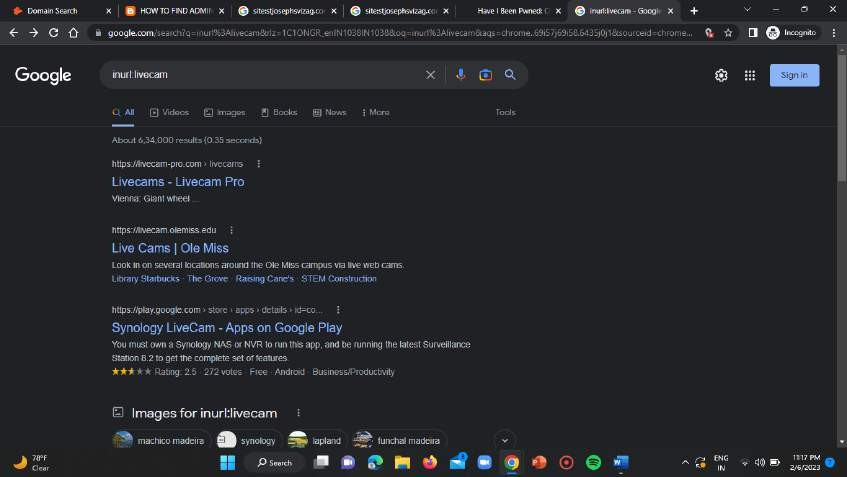 Domain Search
HOW TO FIND ADMIN
sitestjosephsvizag.co
sitestjosephsvizag.co
Have I Been Pwned:
inurl:livecam - Google
google.com/search?q=inurl%3Alivecam&rlz=1C1ONGR_enIN1038IN1038&oq=inurl%3Alivecam&aqs=chrome..69i57j69i58.6435j0j1&sourceid=chrome...
Incognito
Google
inurl:livecam
Sign in
All
Videos
Images
Books
News
More
Tools
About 6,34,000 results (0.35 seconds)
https://livecam-pro.com › livecams
Livecams - Livecam Pro
Vienna: Giant wheel ...
https://livecam.olemiss.edu
Live Cams | Ole Miss
Look in on several locations around the Ole Miss campus via live web cams.
Library Starbucks · The Grove · Raising Cane's · STEM Construction
https://play.google.com › store › apps › details › id=co...
Synology LiveCam - Apps on Google Play
You must own a Synology NAS or NVR to run this app, and be running the latest Surveillance
Station 8.2 to get the complete set of features.
Rating: 2.5 · 272 votes · Free · Android · Business/Productivity
Images for inurl:livecam
machico madeira
synology
lapland
funchal madeira
78°F
Clear
Search
ENG
IN
11:17 PM
2/6/2023